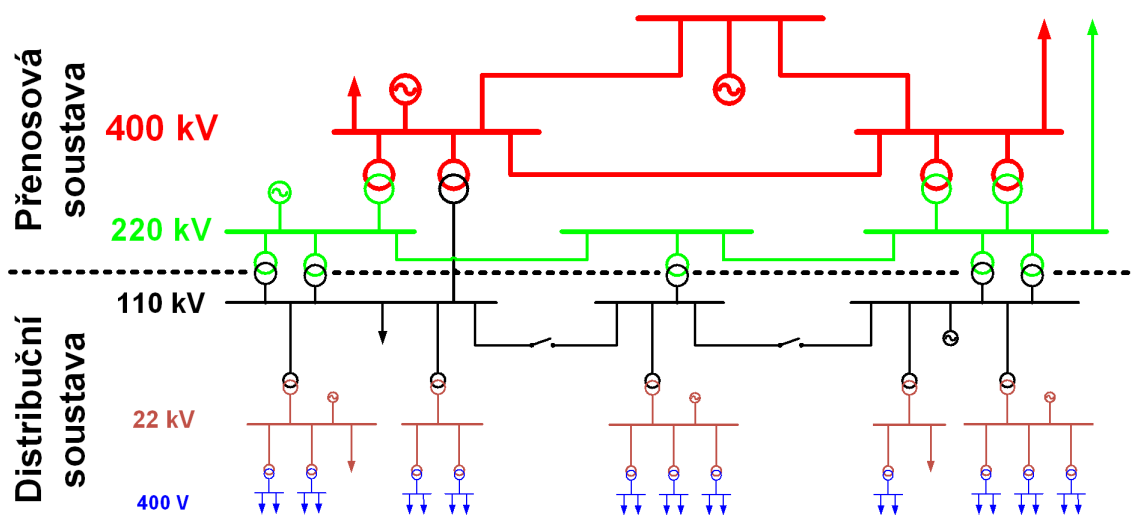 Přenosová
soustava
400 kV
220 kV
110 kV
Distribuční
soustava
22 kV
400 V